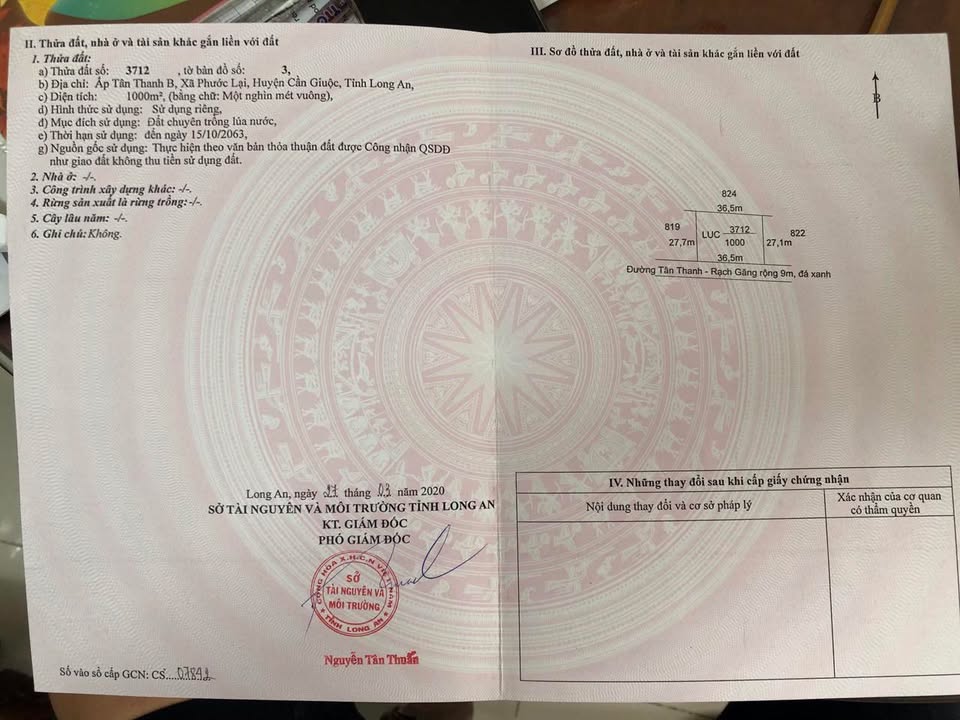 II. Thửa đất, nhà ở và tài sản khác gắn liền với đất
1. Thửa đất:
a) Thửa đất số: 3712 , tờ bản đồ số: 3,
b) Địa chỉ: Ấp Tân Thanh B, Xã Phước Lại, Huyện Cần Giuộc, Tỉnh Long An,
c) Diện tích: 1000m², (bằng chữ: Một nghìn mét vuông),
d) Hình thức sử dụng: Sử dụng riêng,
đ) Mục đích sử dụng: Đất chuyên trồng lúa nước,
e) Thời hạn sử dụng: đến ngày 15/10/2063,
g) Nguồn gốc sử dụng: Thực hiện theo văn bản thỏa thuận đất được Công nhận QSDĐ
như giao đất không thu tiền sử dụng đất.
2. Nhà ở: -/-.
3. Công trình xây dựng khác: -/-.
4. Rừng sản xuất là rừng trồng: -/-.
5. Cây lâu năm: -/-.
6. Ghi chú: Không.
Long An, ngày 27 tháng 03 năm 2020
SỞ TÀI NGUYÊN VÀ MÔI TRƯỜNG TỈNH LONG AN
KT. GIÁM ĐỐC
PHÓ GIÁM ĐỐC
CỘNG HÒA X.H.C.N VIỆT NAM
SỞ
TÀI NGUYÊN VÀ
MÔI TRƯỜNG
TỈNH LONG AN
Nguyễn Tân Thuấn
Số vào sổ cấp GCN: CS....07842
III. Sơ đồ thửa đất, nhà ở và tài sản khác gắn liền với đất
B
824
36,5m
819
27,7m
LUC 3712
1000
822
27,1m
36,5m
Đường Tân Thanh - Rạch Găng rộng 9m, đá xanh
IV. Những thay đổi sau khi cấp giấy chứng nhận
Nội dung thay đổi và cơ sở pháp lý
Xác nhận của cơ quan
có thẩm quyền